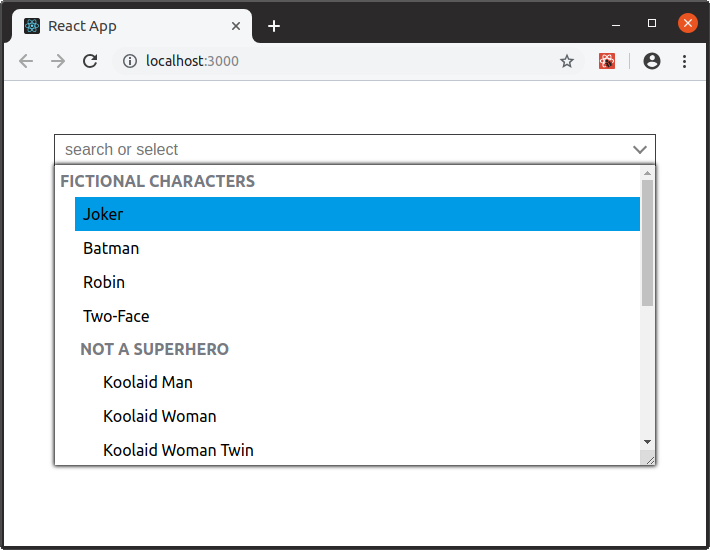 React App
localhost:3000
search or select
FICTIONAL CHARACTERS
Joker
Batman
Robin
Two-Face
NOT A SUPERHERO
Koolaid Man
Koolaid Woman
Koolaid Woman Twin